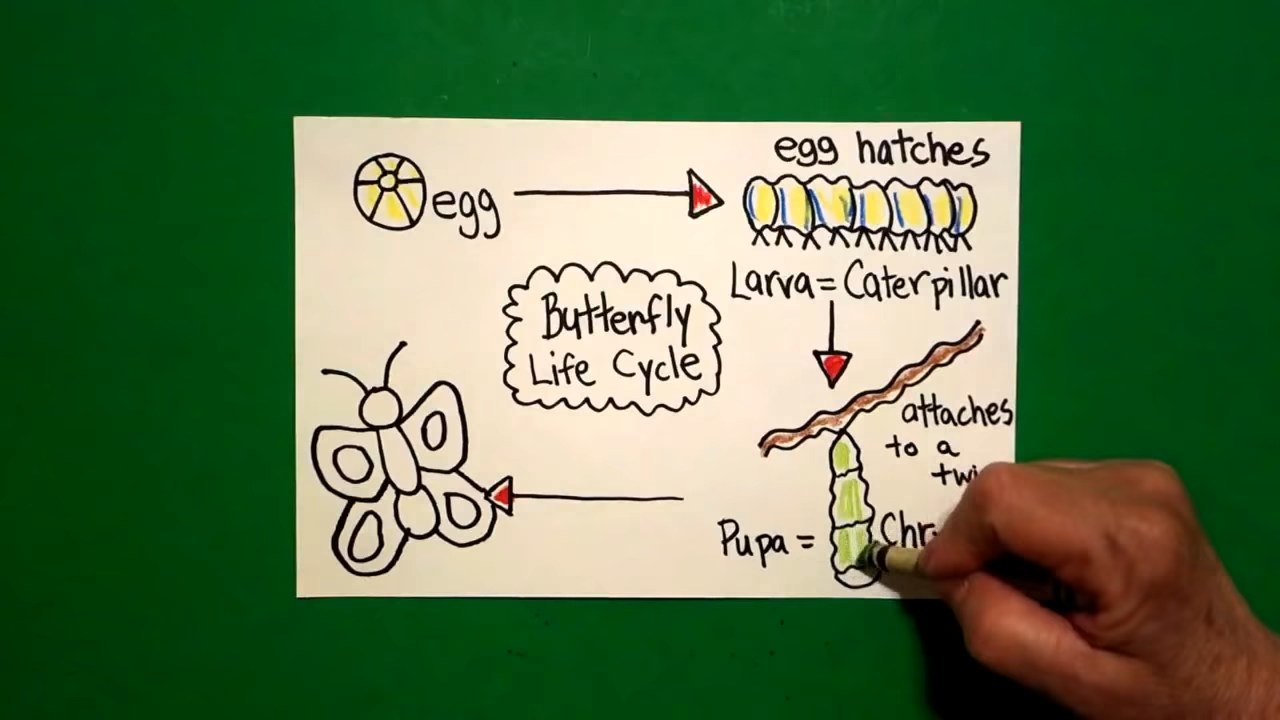 egg
egg hatches
Larva = Caterpillar
Butterfly
Life Cycle
attaches
to a
Pupa =